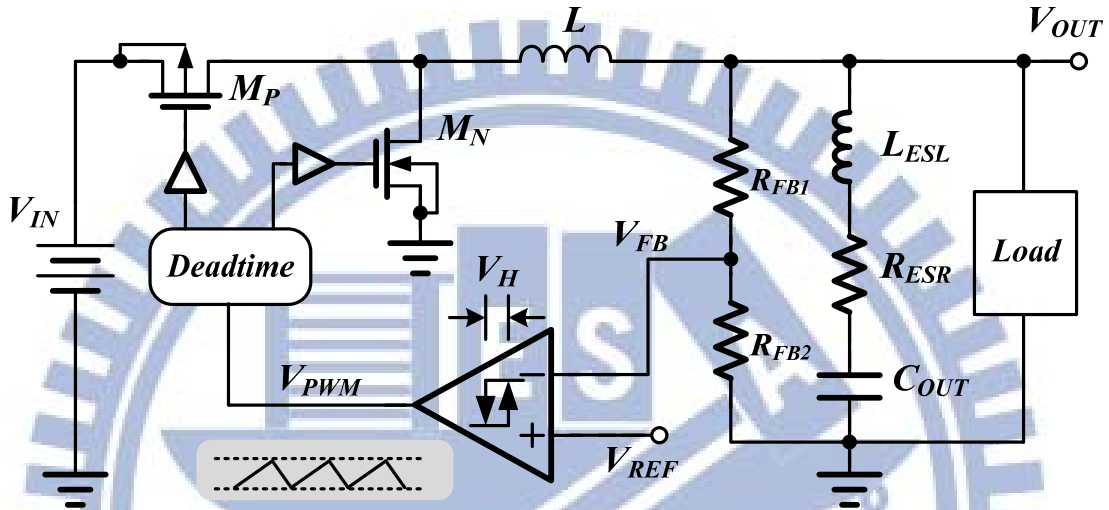 L
V_OUT
M_P
M_N
L_ESL
R_FB1
V_IN
V_FB
Deadtime
V_H
R_ESR
Load
R_FB2
V_PWM
C_OUT
V_REF
S
A